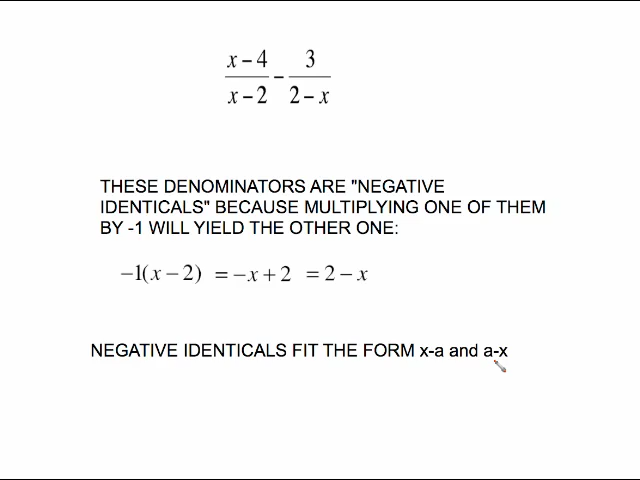 x − 4 / x − 2 − 3 / 2 − x
THESE DENOMINATORS ARE "NEGATIVE
IDENTICALS" BECAUSE MULTIPLYING ONE OF THEM
BY -1 WILL YIELD THE OTHER ONE:
−1(x − 2) = −x + 2 = 2 − x
NEGATIVE IDENTICALS FIT THE FORM x-a and a-x